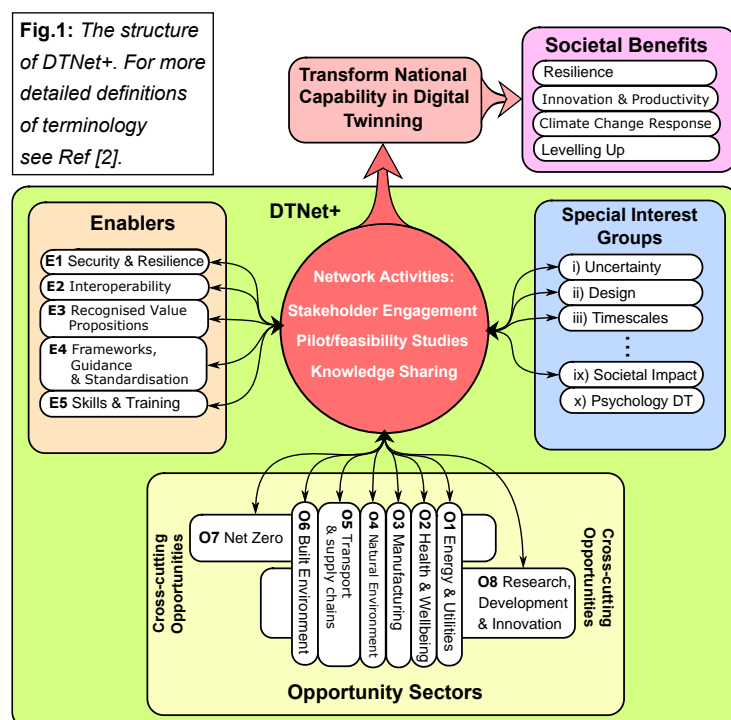 Fig.1: The structure
of DTNet+. For more
detailed definitions
of terminology
see Ref [2].
Transform National
Capability in Digital
Twinning
Societal Benefits
Resilience
Innovation & Productivity
Climate Change Response
Levelling Up
DTNet+
Enablers
E1 Security & Resilience
E2 Interoperability
E3 Recognised Value
Propositions
E4 Frameworks,
Guidance
& Standardisation
E5 Skills & Training
Network Activities:
Stakeholder Engagement
Pilot/feasibility Studies
Knowledge Sharing
Special Interest
Groups
i) Uncertainty
ii) Design
iii) Timescales
ix) Societal Impact
x) Psychology DT
Cross-cutting
Opportunities
O7 Net Zero
O6 Built Environment
O5 Transport
& supply chains
O4 Natural Environment
O3 Manufacturing
O2 Health & Wellbeing
O1 Energy & Utilities
O8 Research,
Development
& Innovation
Cross-cutting
Opportunities
Opportunity Sectors